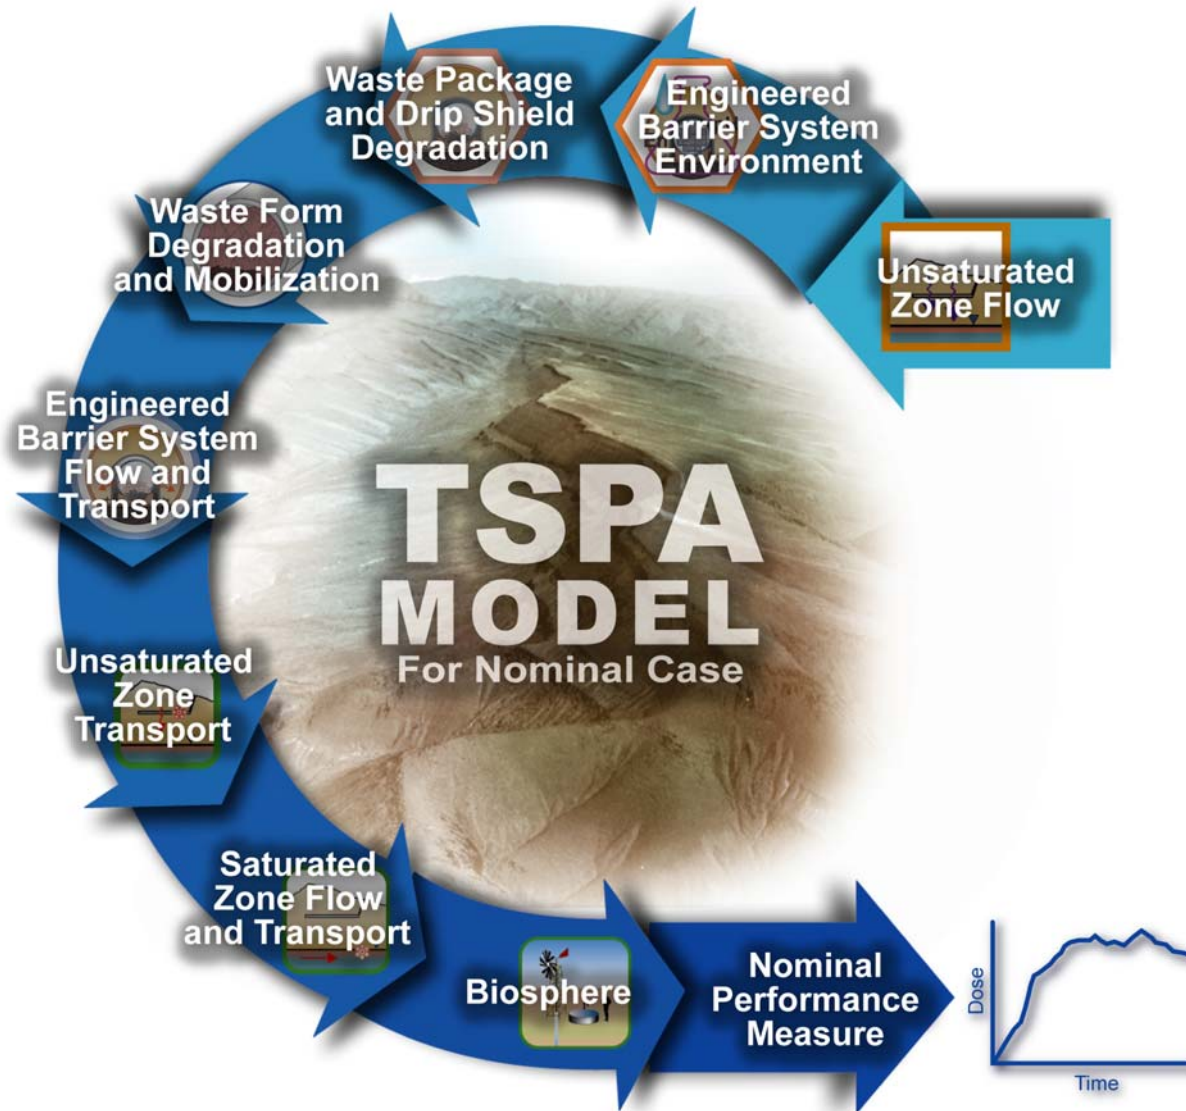 Unsaturated
Zone Flow
Engineered
Barrier System
Environment
Waste Package
and Drip Shield
Degradation
Waste Form
Degradation
and Mobilization
Engineered
Barrier System
Flow and
Transport
Unsaturated
Zone
Transport
Saturated
Zone Flow
and Transport
Biosphere
Nominal
Performance
Measure
Dose
Time
TSPA
MODEL
For Nominal Case